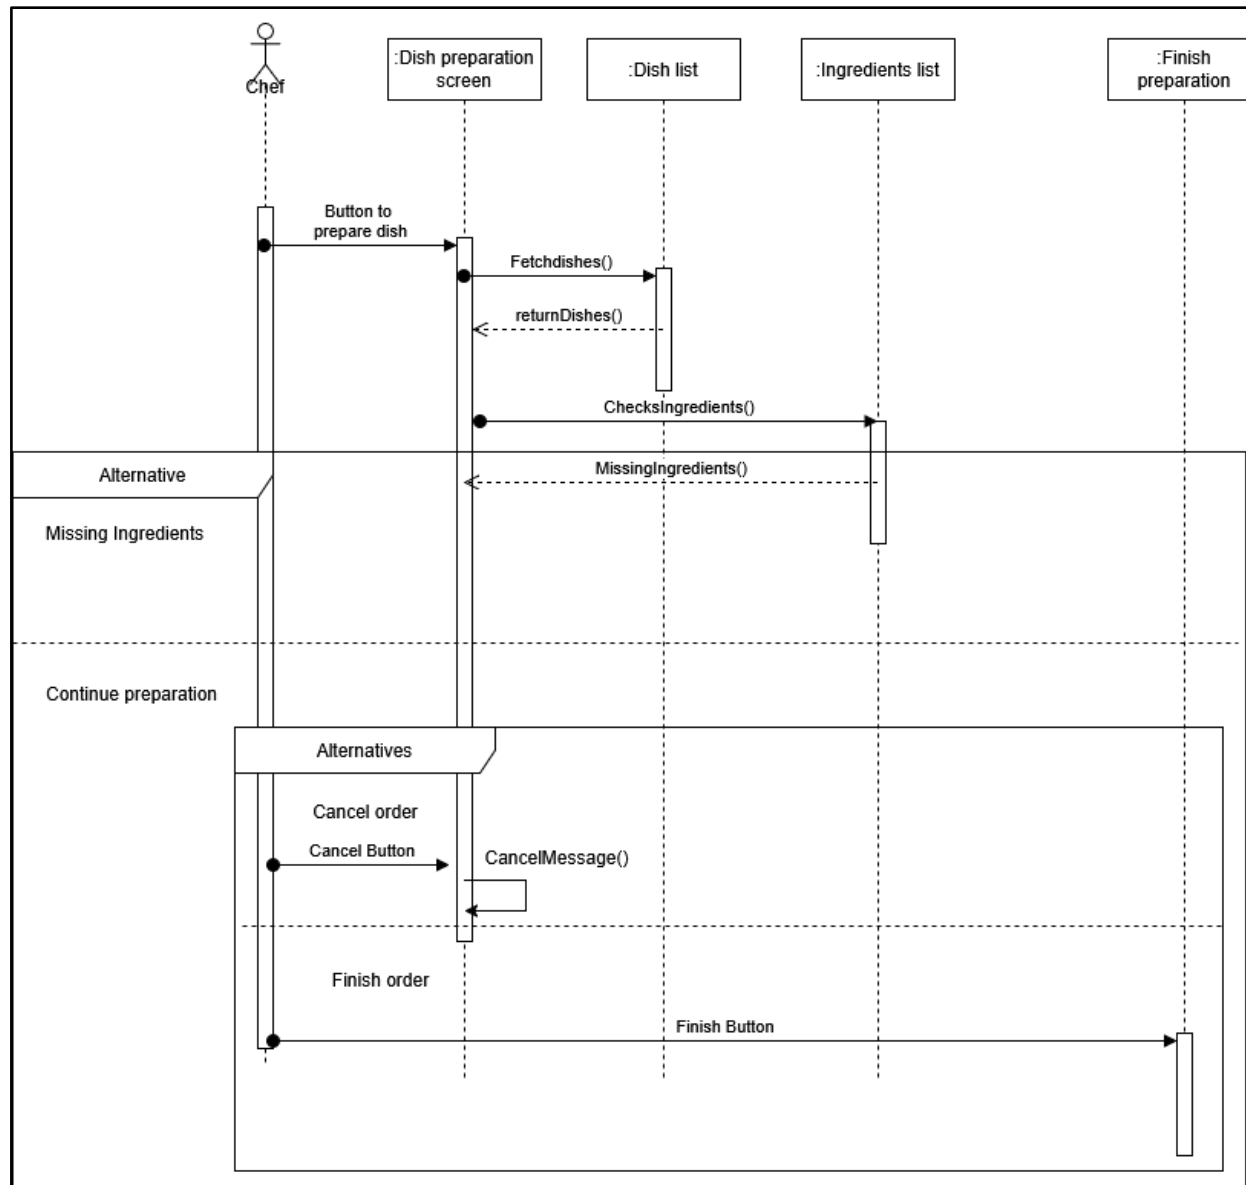 Chef
:Dish preparation
screen
:Dish list
:Ingredients list
:Finish
preparation
Button to
prepare dish
Fetchdishes()
returnDishes()
ChecksIngredients()
Alternative
MissingIngredients()
Missing Ingredients
Continue preparation
Alternatives
Cancel order
Cancel Button
CancelMessage()
Finish order
Finish Button